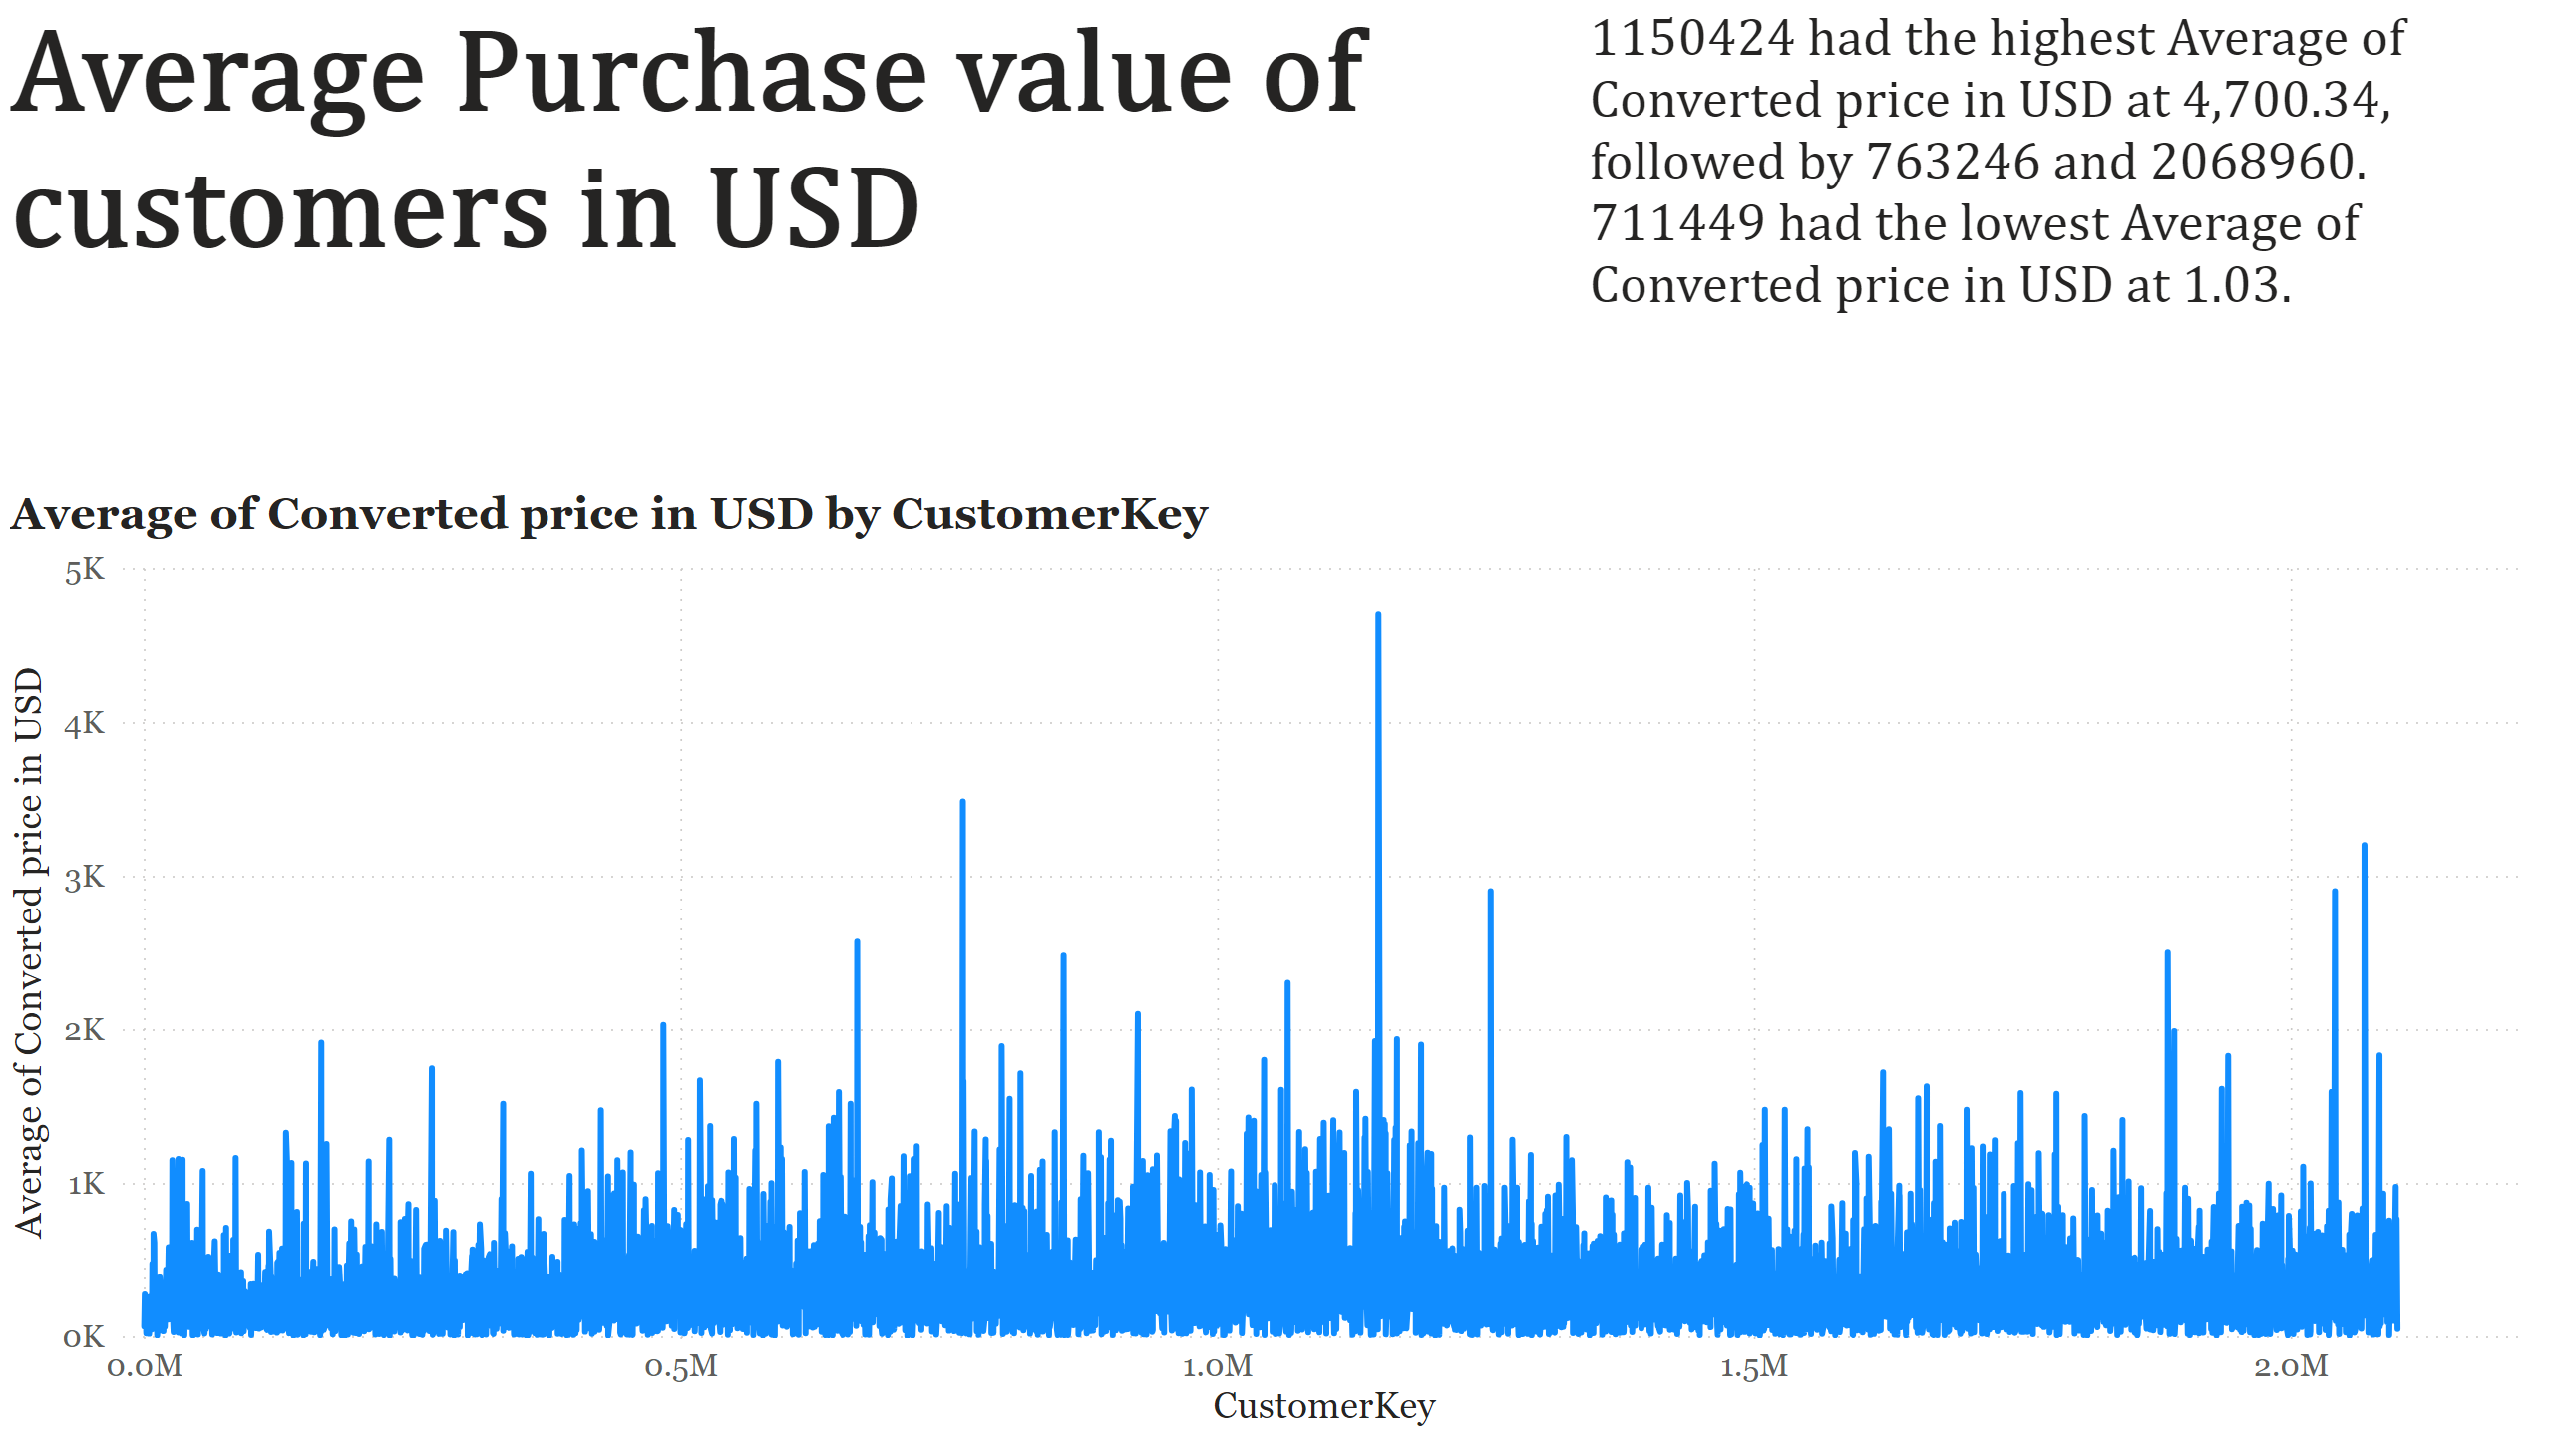 Average Purchase value of
customers in USD
1150424 had the highest Average of
Converted price in USD at 4,700.34,
followed by 763246 and 2068960.
711449 had the lowest Average of
Converted price in USD at 1.03.
Average of Converted price in USD by CustomerKey
Average of Converted price in USD
5K
4K
3K
2K
1K
0K
0.0M
0.5M
1.0M
1.5M
2.0M
CustomerKey